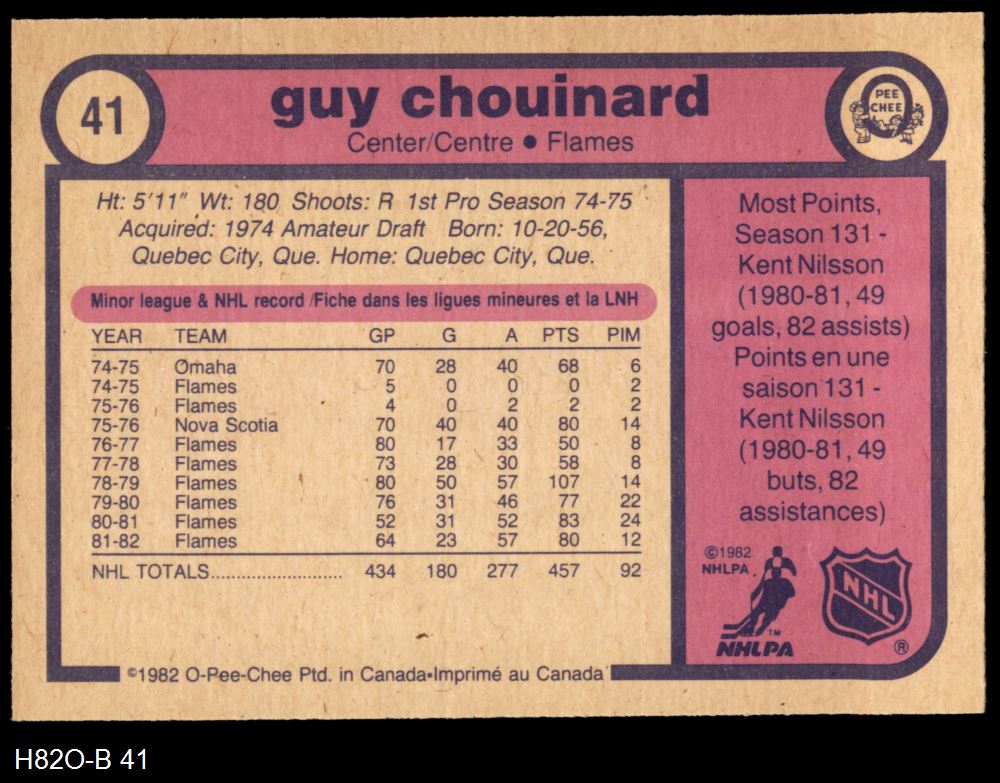 41
guy chouinard
Center/Centre • Flames
PEE
CHEE
Ht: 5'11" Wt: 180 Shoots: R 1st Pro Season 74-75
Acquired: 1974 Amateur Draft Born: 10-20-56,
Quebec City, Que. Home: Quebec City, Que.
Minor league & NHL record /Fiche dans les ligues mineures et la LNH
YEAR TEAM GP G A PTS PIM
74-75 Omaha 70 28 40 68 6
74-75 Flames 5 0 0 0 2
75-76 Flames 4 0 2 2 2
75-76 Nova Scotia 70 40 40 80 14
76-77 Flames 80 17 33 50 8
77-78 Flames 73 28 30 58 8
78-79 Flames 80 50 57 107 14
79-80 Flames 76 31 46 77 22
80-81 Flames 52 31 52 83 24
81-82 Flames 64 23 57 80 12
NHL TOTALS........................... 434 180 277 457 92
©1982 O-Pee-Chee Ptd. in Canada•Imprimé au Canada
Most Points,
Season 131 -
Kent Nilsson
(1980-81, 49
goals, 82 assists)
Points en une
saison 131 -
Kent Nilsson
(1980-81, 49
buts, 82
assistances)
©1982
NHLPA.
TM
NHLPA
NHL
®
H82O-B 41